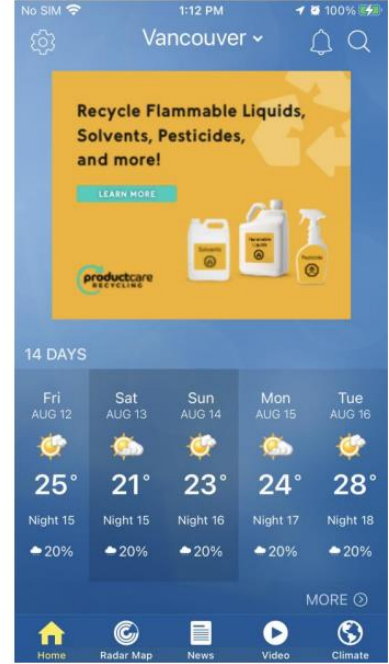 No SIM 1:12 PM 100%
Vancouver
Recycle Flammable Liquids,
Solvents, Pesticides,
and more!
LEARN MORE
Solvents
Flammable
Liquids
Pesticide
productcare
RECYCLING
14 DAYS
Fri Sat Sun Mon Tue
AUG 12 AUG 13 AUG 14 AUG 15 AUG 16
25° 21° 23° 24° 28°
Night 15 Night 15 Night 16 Night 17 Night 18
20% 20% 20% 20% 20%
MORE
Home Radar Map News Video Climate